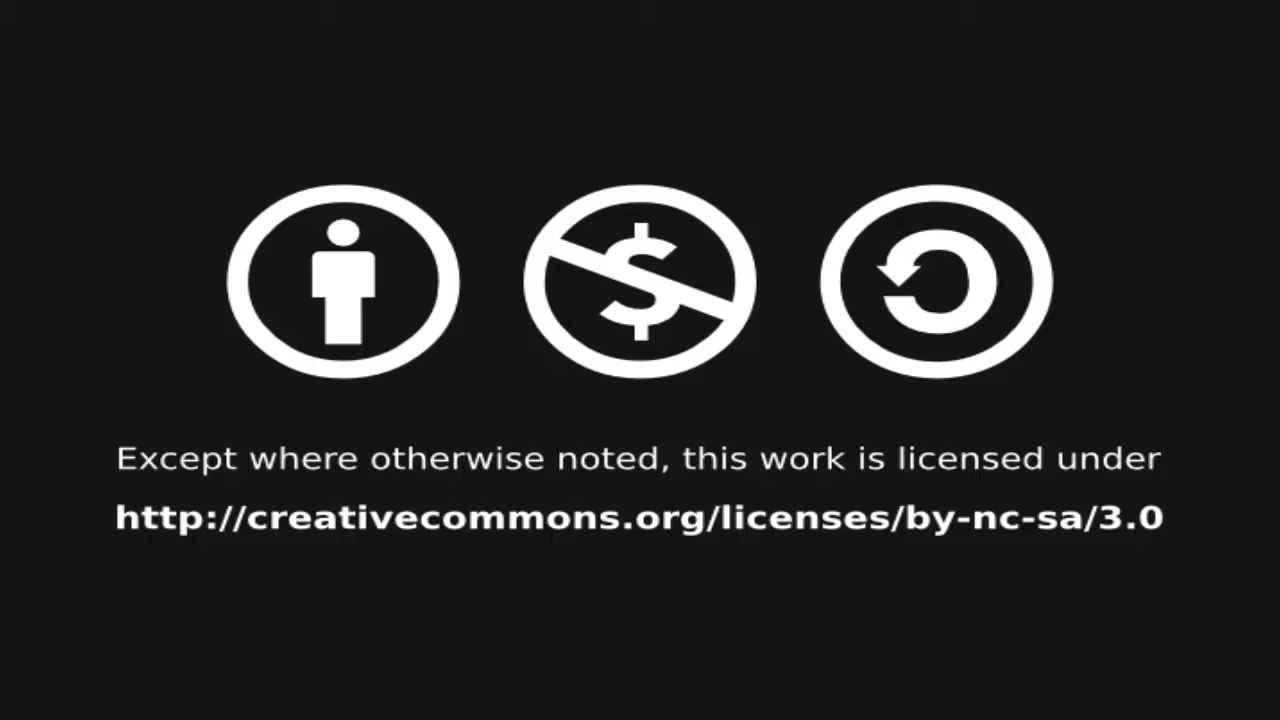 Except where otherwise noted, this work is licensed under
http://creativecommons.org/licenses/by-nc-sa/3.0